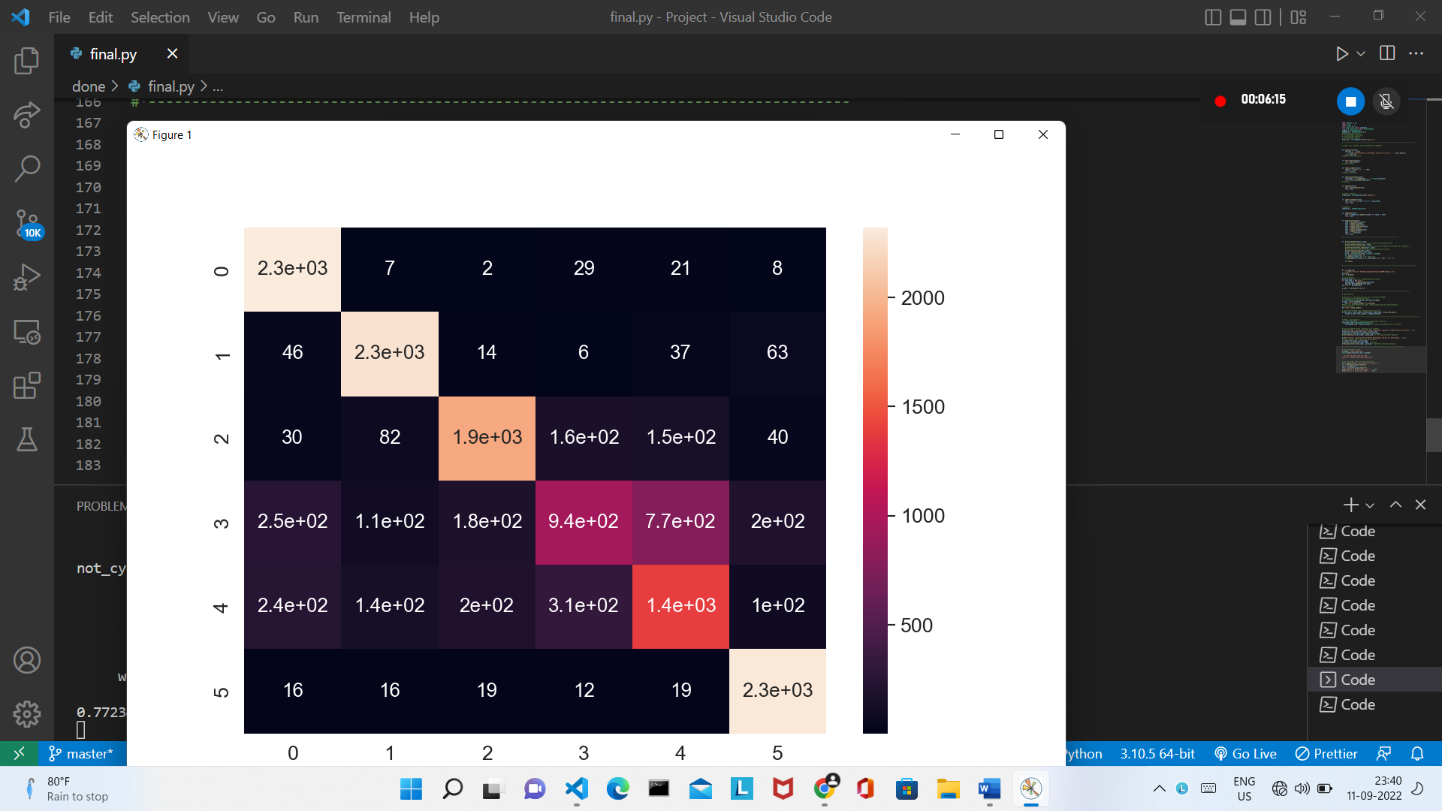 File Edit Selection View Go Run Terminal Help final.py - Project - Visual Studio Code
final.py
done > final.py > ...
00:06:15
166 # -----------------------------------------------------------------------------
167
168
169
170
171
172
173
174
175
176
177
178
179
180
181
182
183
10K
Figure 1
0 2.3e+03 7 2 29 21 8
1 46 2.3e+03 14 6 37 63
2 30 82 1.9e+03 1.6e+02 1.5e+02 40
3 2.5e+02 1.1e+02 1.8e+02 9.4e+02 7.7e+02 2e+02
4 2.4e+02 1.4e+02 2e+02 3.1e+02 1.4e+03 1e+02
5 16 16 19 12 19 2.3e+03
0 1 2 3 4 5
2000
1500
1000
500
PROBLEM
not_cy
w
0.7723
Code
Code
Code
Code
Code
Code
Code
Code
master* ython 3.10.5 64-bit Go Live Prettier
80°F
Rain to stop
ENG
US
23:40
11-09-2022